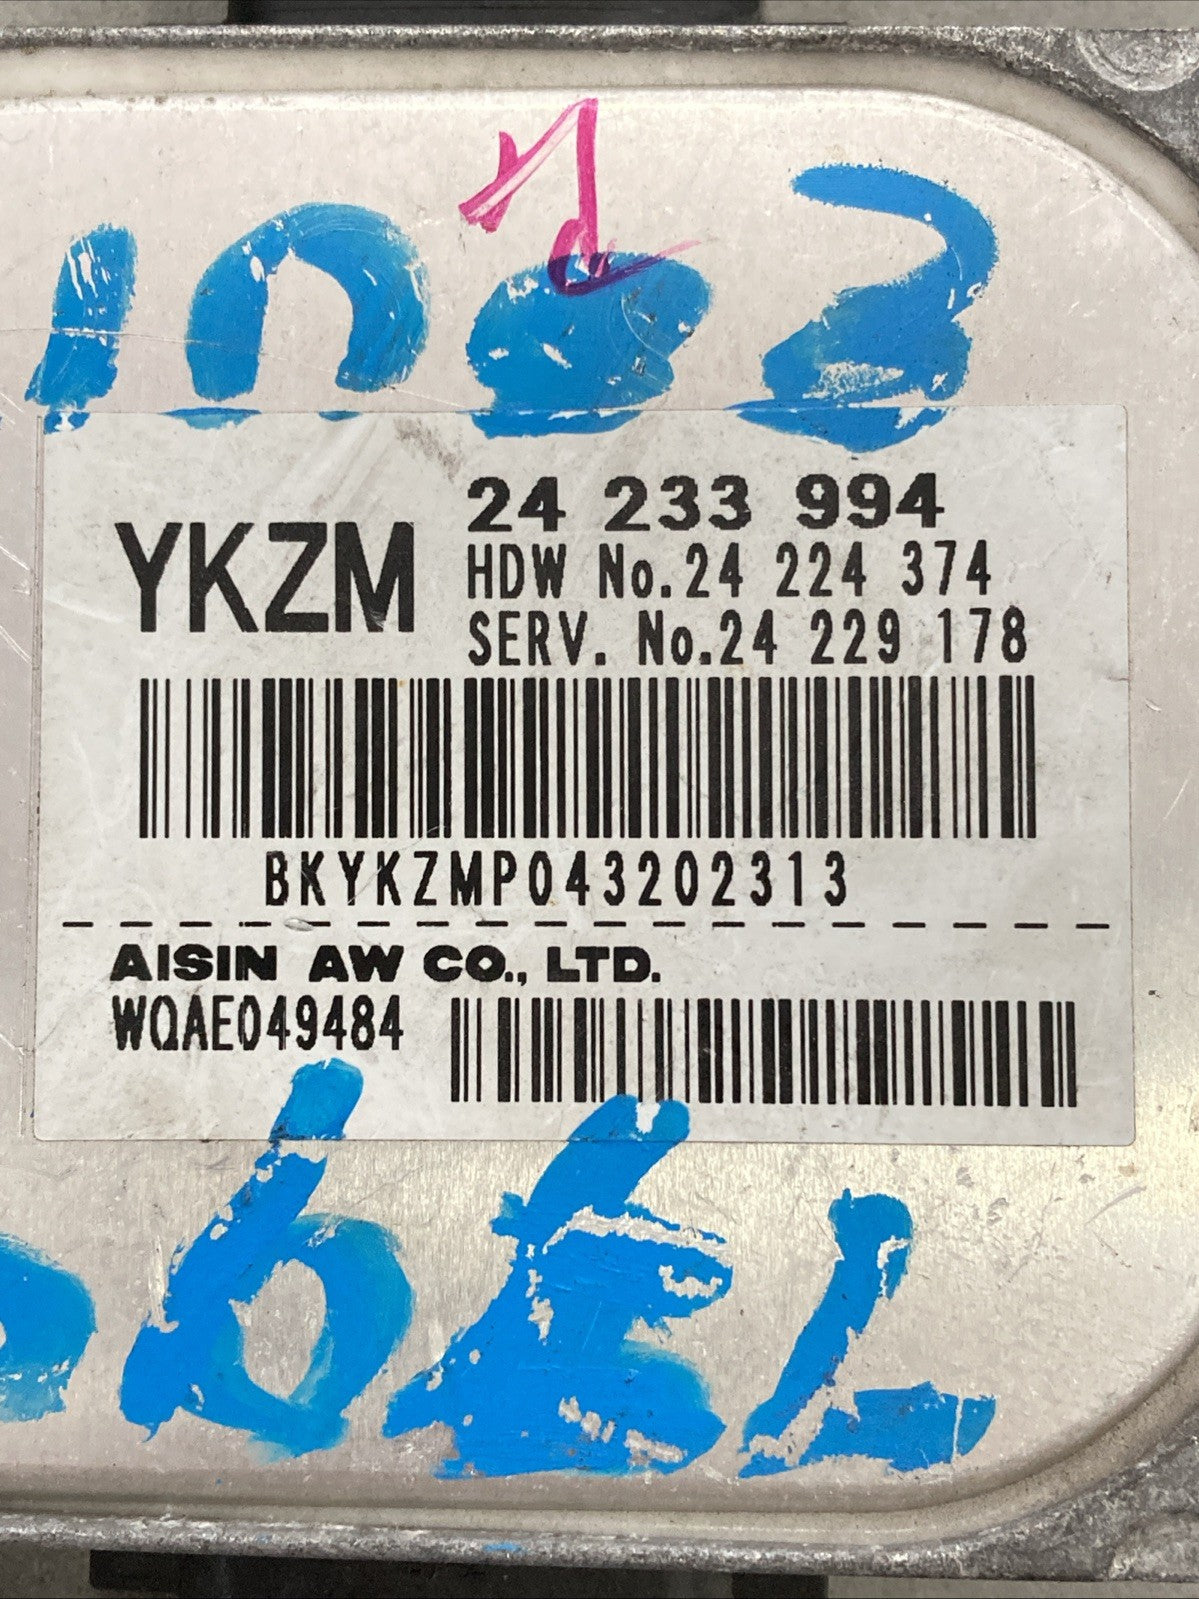 24 233 994
YKZM
HDW No.24 224 374
SERV. No.24 229 178
BKYKZMP043202313
AISIN AW CO., LTD.
WQAE049484